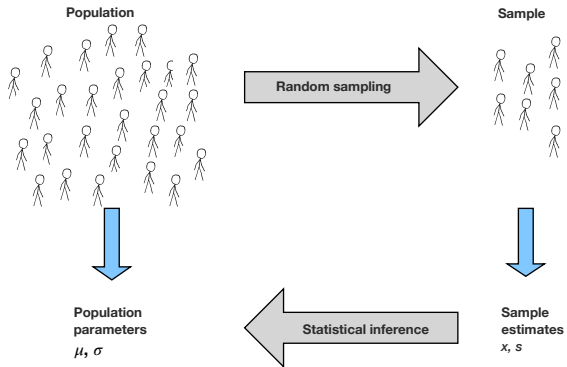 Population
Sample
Random sampling
Population
parameters
μ, σ
Statistical inference
Sample
estimates
x, s